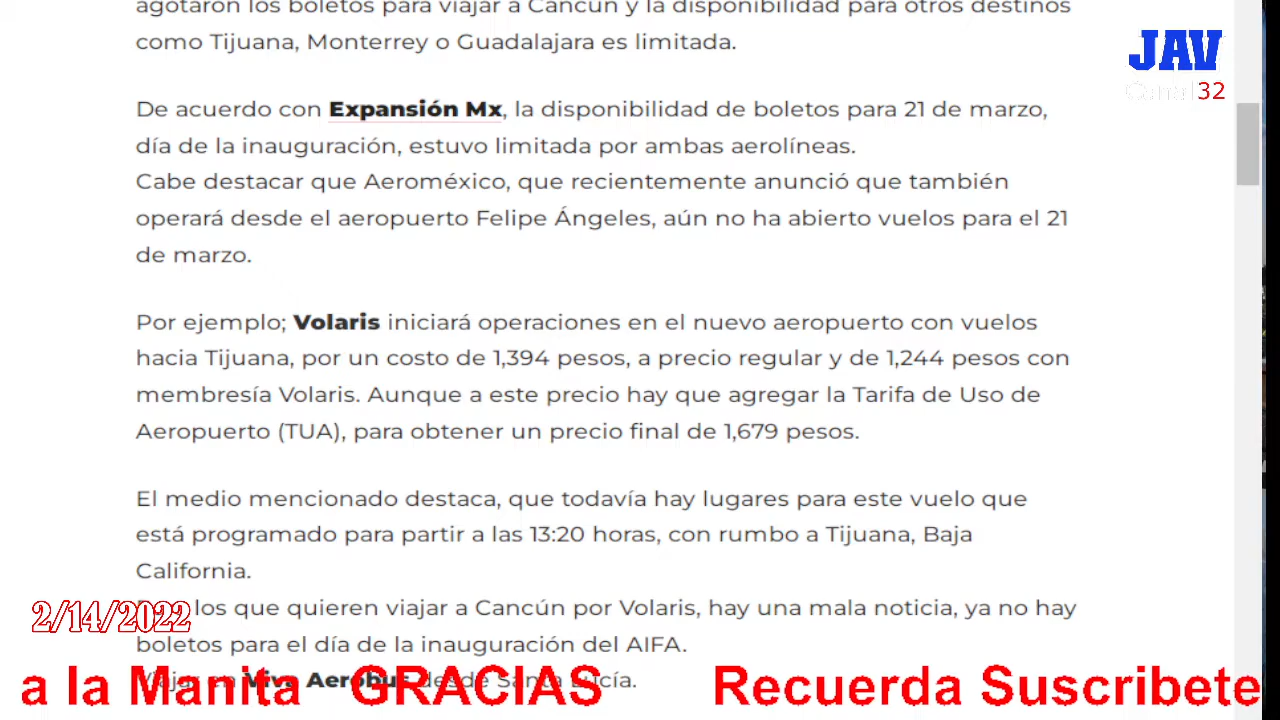 agotaron los boletos para viajar a Cancún y la disponibilidad para otros destinos
como Tijuana, Monterrey o Guadalajara es limitada.
JAV
Canal 32
De acuerdo con Expansión Mx, la disponibilidad de boletos para 21 de marzo,
día de la inauguración, estuvo limitada por ambas aerolíneas.
Cabe destacar que Aeroméxico, que recientemente anunció que también
operará desde el aeropuerto Felipe Ángeles, aún no ha abierto vuelos para el 21
de marzo.
Por ejemplo; Volaris iniciará operaciones en el nuevo aeropuerto con vuelos
hacia Tijuana, por un costo de 1,394 pesos, a precio regular y de 1,244 pesos con
membresía Volaris. Aunque a este precio hay que agregar la Tarifa de Uso de
Aeropuerto (TUA), para obtener un precio final de 1,679 pesos.
El medio mencionado destaca, que todavía hay lugares para este vuelo que
está programado para partir a las 13:20 horas, con rumbo a Tijuana, Baja
California.
los que quieren viajar a Cancún por Volaris, hay una mala noticia, ya no hay
2/14/2022
boletos para el día de la inauguración del AIFA.
Viajar en Viva Aerobus desde Santa Lucía.
a la Manita GRACIAS Recuerda Suscribete